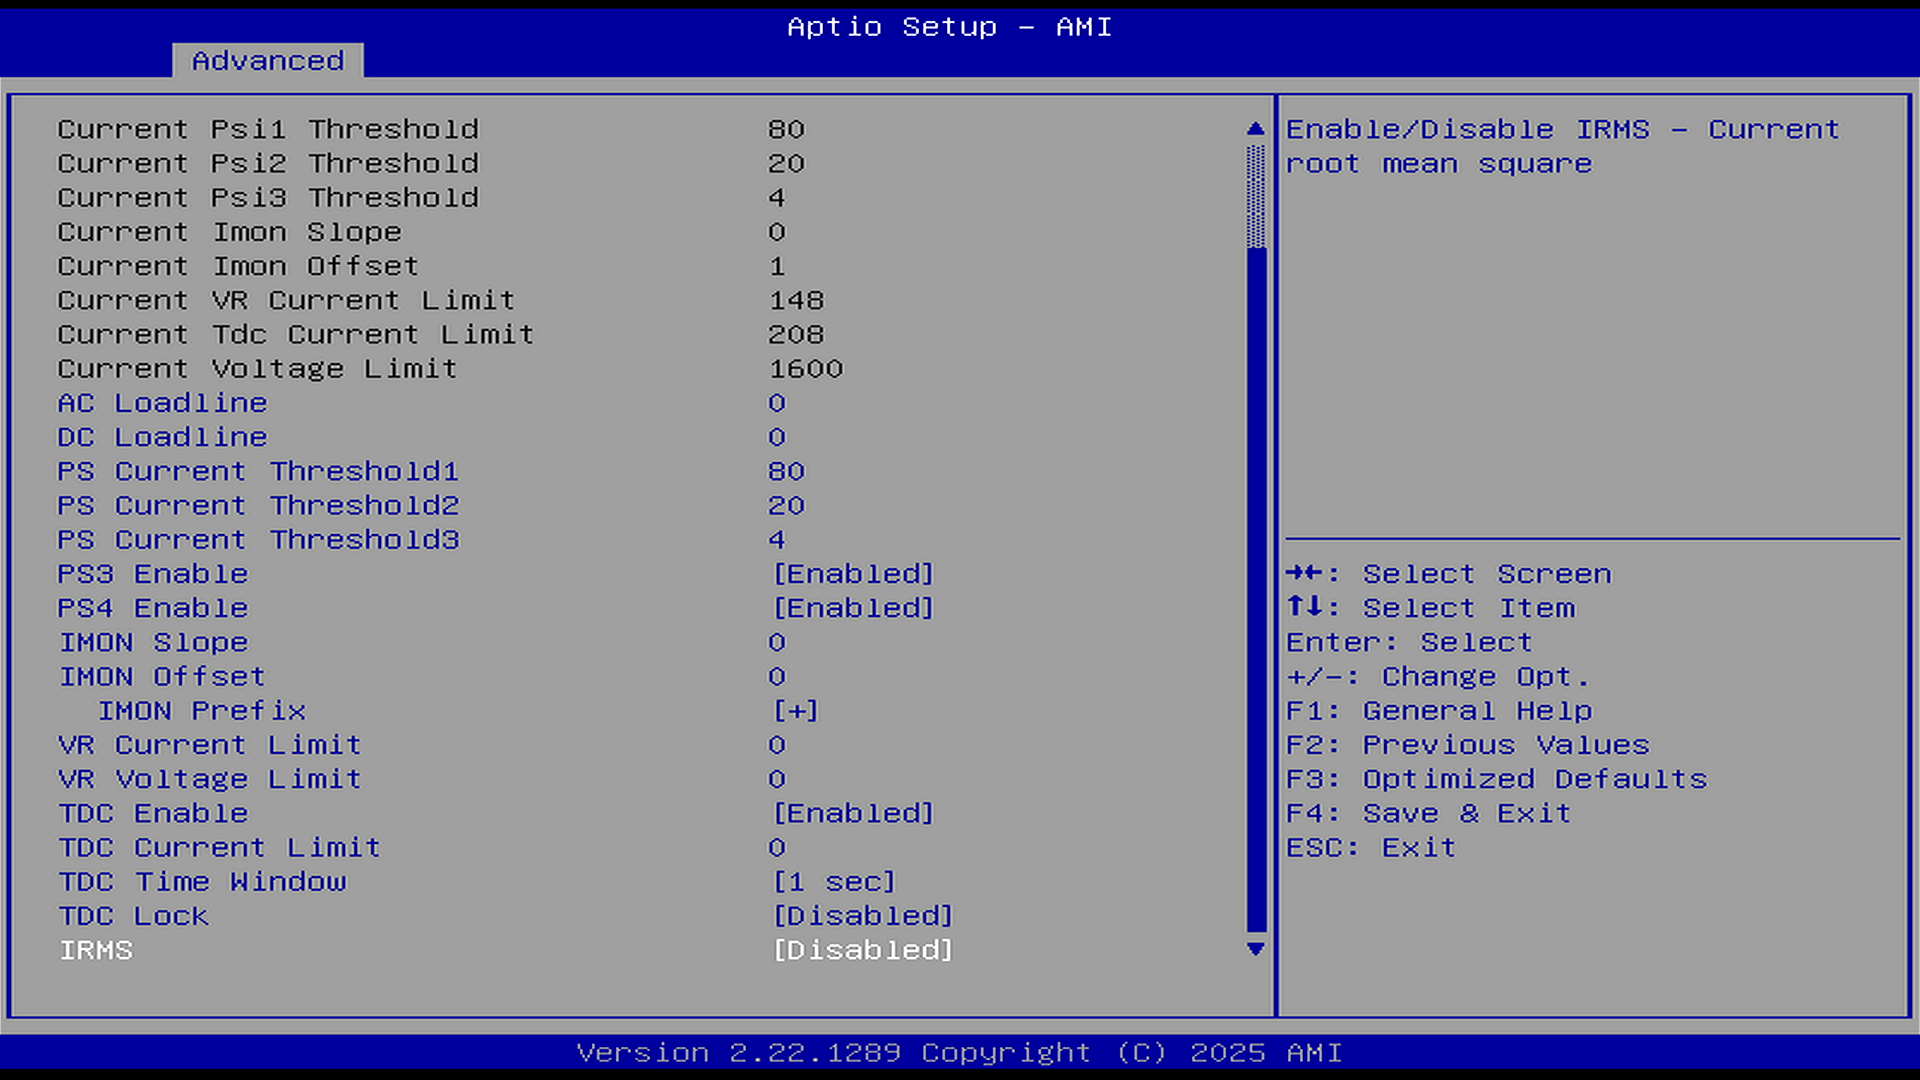 Aptio Setup - AMI
Advanced
Current Psi1 Threshold 80
Current Psi2 Threshold 20
Current Psi3 Threshold 4
Current Imon Slope 0
Current Imon Offset 1
Current VR Current Limit 148
Current Tdc Current Limit 208
Current Voltage Limit 1600
AC Loadline 0
DC Loadline 0
PS Current Threshold1 80
PS Current Threshold2 20
PS Current Threshold3 4
PS3 Enable [Enabled]
PS4 Enable [Enabled]
IMON Slope 0
IMON Offset 0
IMON Prefix [+]
VR Current Limit 0
VR Voltage Limit 0
TDC Enable [Enabled]
TDC Current Limit 0
TDC Time Window [1 sec]
TDC Lock [Disabled]
IRMS [Disabled]
Enable/Disable IRMS - Current
root mean square
→←: Select Screen
↑↓: Select Item
Enter: Select
+/-: Change Opt.
F1: General Help
F2: Previous Values
F3: Optimized Defaults
F4: Save & Exit
ESC: Exit
Version 2.22.1289 Copyright (C) 2025 AMI